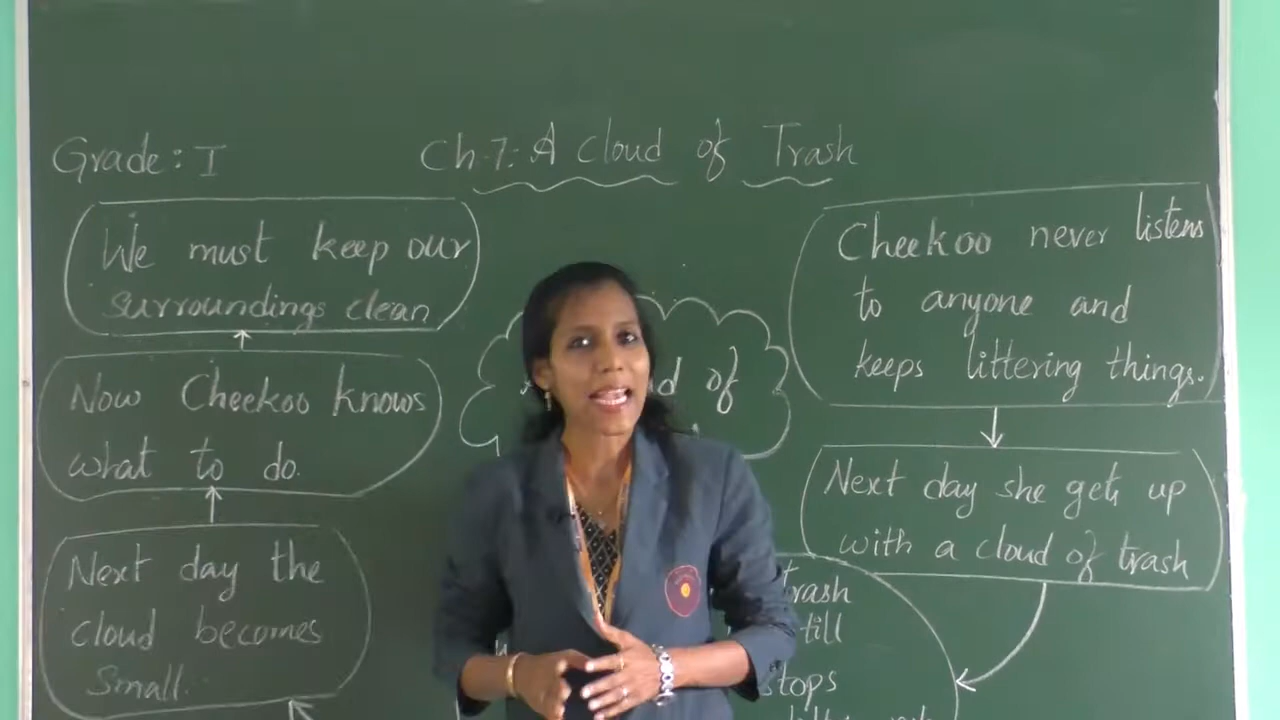 Grade: I
Ch-7: A Cloud of Trash
We must keep our
surroundings clean.
Now Cheekoo knows
what to do.
Next day the
cloud becomes
small.
of
Cheekoo never listens
to anyone and
keeps littering things.
Next day she gets up
with a cloud of trash
trash
till
stops